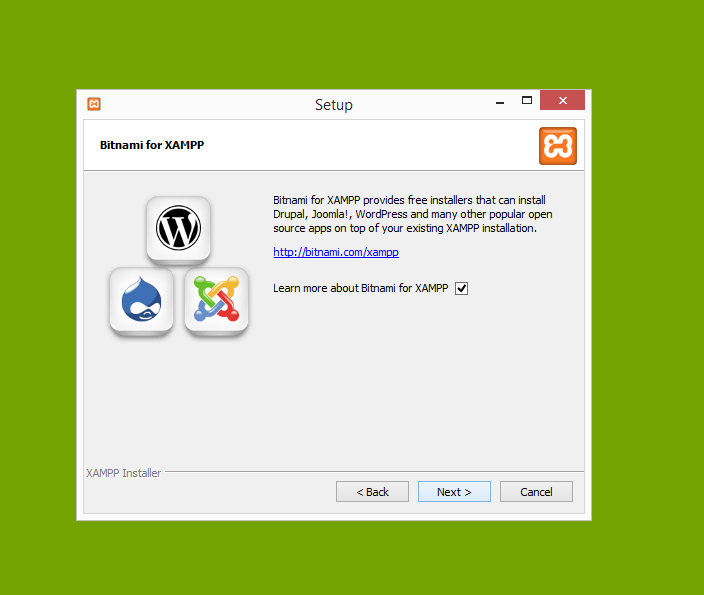 Setup
Bitnami for XAMPP
Bitnami for XAMPP provides free installers that can install
Drupal, Joomla!, WordPress and many other popular open
source apps on top of your existing XAMPP installation.
http://bitnami.com/xampp
Learn more about Bitnami for XAMPP
XAMPP Installer
< Back
Next >
Cancel